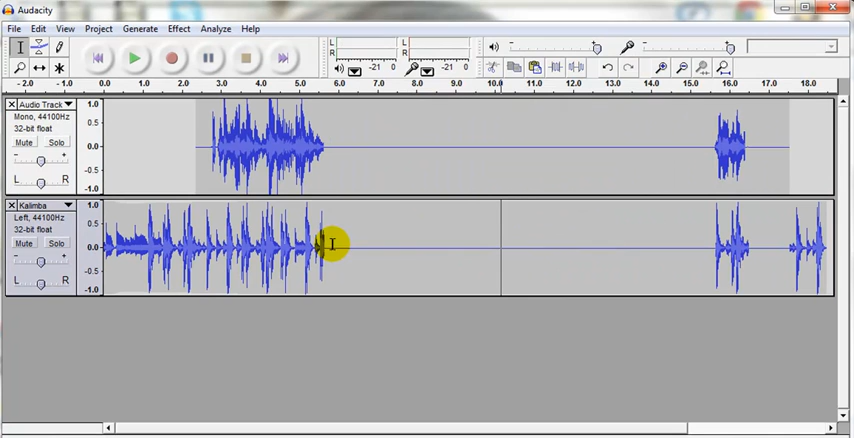 Audacity
File Edit View Project Generate Effect Analyze Help
L
R
L
R
-21 0
-21 0
-2.0 -1.0 0.0 1.0 2.0 3.0 4.0 5.0 6.0 7.0 8.0 9.0 10.0 11.0 12.0 13.0 14.0 15.0 16.0 17.0 18.0
Audio Track
Mono, 44100Hz
32-bit float
Mute Solo
- +
L R
1.0
0.5
0.0
-0.5
-1.0
Kalimba
Left, 44100Hz
32-bit float
Mute Solo
- +
L R
1.0
0.5
0.0
-0.5
-1.0